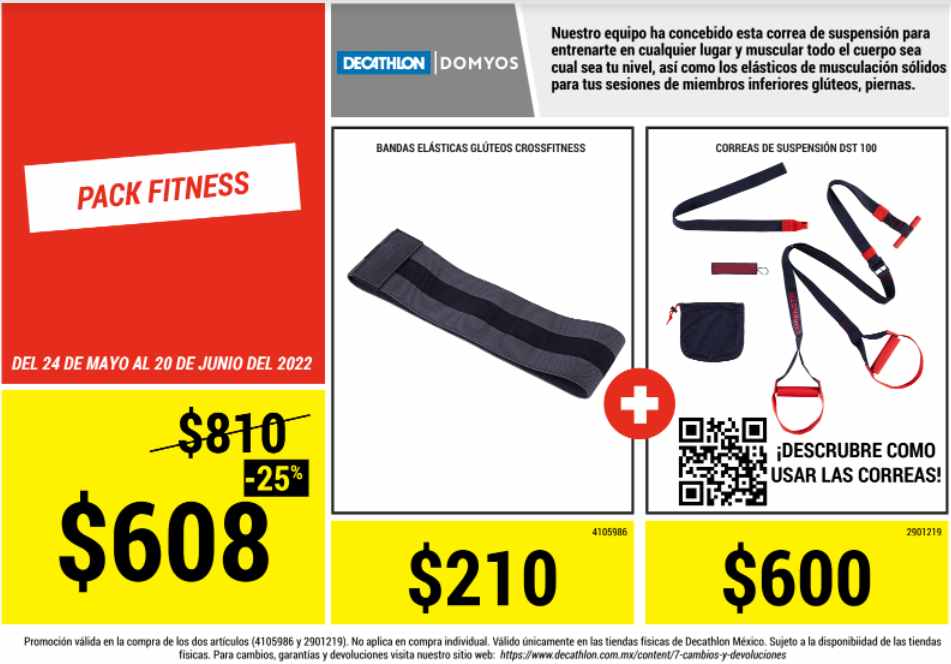 DECATHLON | DOMYOS
Nuestro equipo ha concebido esta correa de suspensión para
entrenarte en cualquier lugar y muscular todo el cuerpo sea
cual sea tu nivel, así como los elásticos de musculación sólidos
para tus sesiones de miembros inferiores glúteos, piernas.
PACK FITNESS
DEL 24 DE MAYO AL 20 DE JUNIO DEL 2022
$810
-25%
$608
BANDAS ELÁSTICAS GLÚTEOS CROSSFITNESS
4105986
$210
+
CORREAS DE SUSPENSIÓN DST 100
¡DESCRUBRE COMO
USAR LAS CORREAS!
2901219
$600
Promoción válida en la compra de los dos artículos (4105986 y 2901219). No aplica en compra individual. Válido únicamente en las tiendas físicas de Decathlon México. Sujeto a la disponibiidad de las tiendas
físicas. Para cambios, garantías y devoluciones visita nuestro sitio web: https://www.decathlon.com.mx/content/7-cambios-y-devoluciones